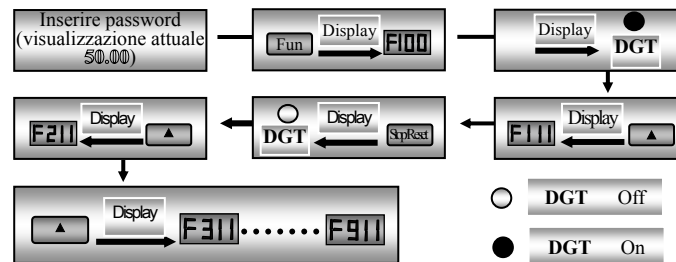 Inserire password
(visualizzazione attuale
50.00)
Fun Display F100
Display DGT
F211 Display ▲
DGT Display Stop Reset
F111 Display ▲
▲ Display F311 ······· F911
DGT Off
DGT On